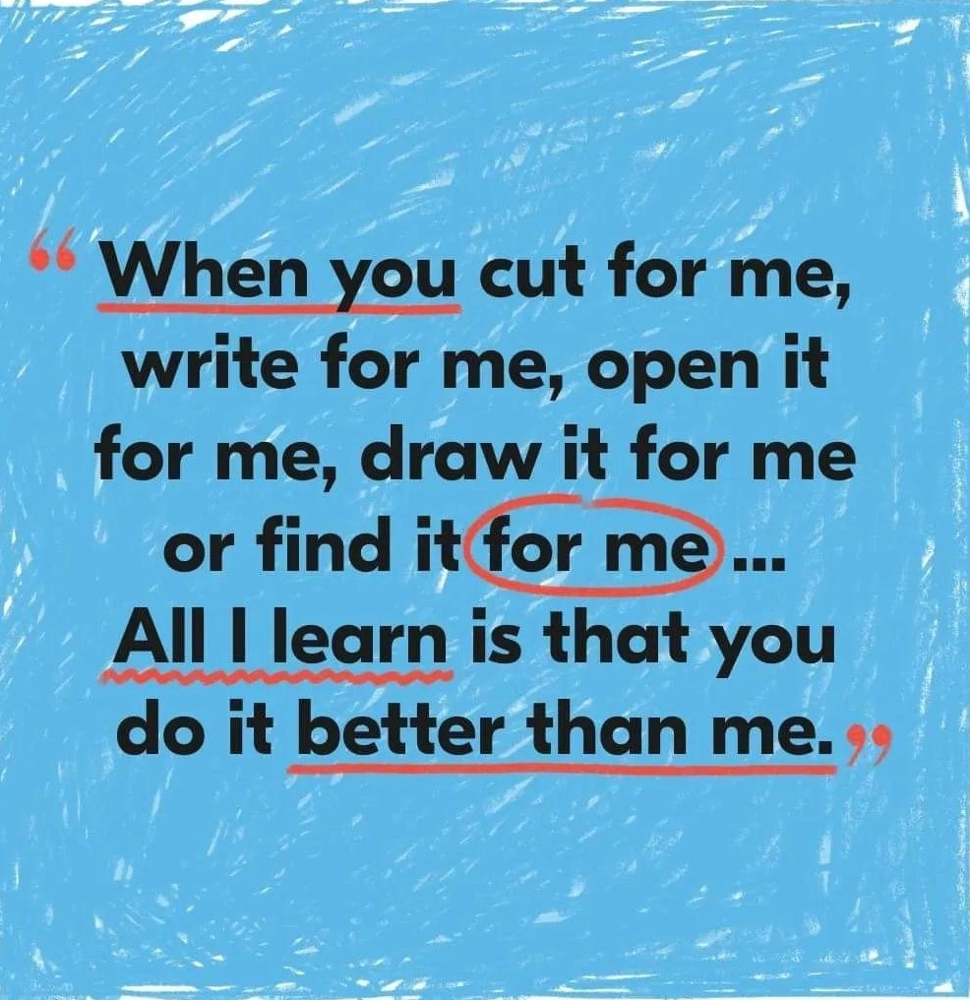 “When you cut for me,
write for me, open it
for me, draw it for me
or find it for me ...
All I learn is that you
do it better than me.”